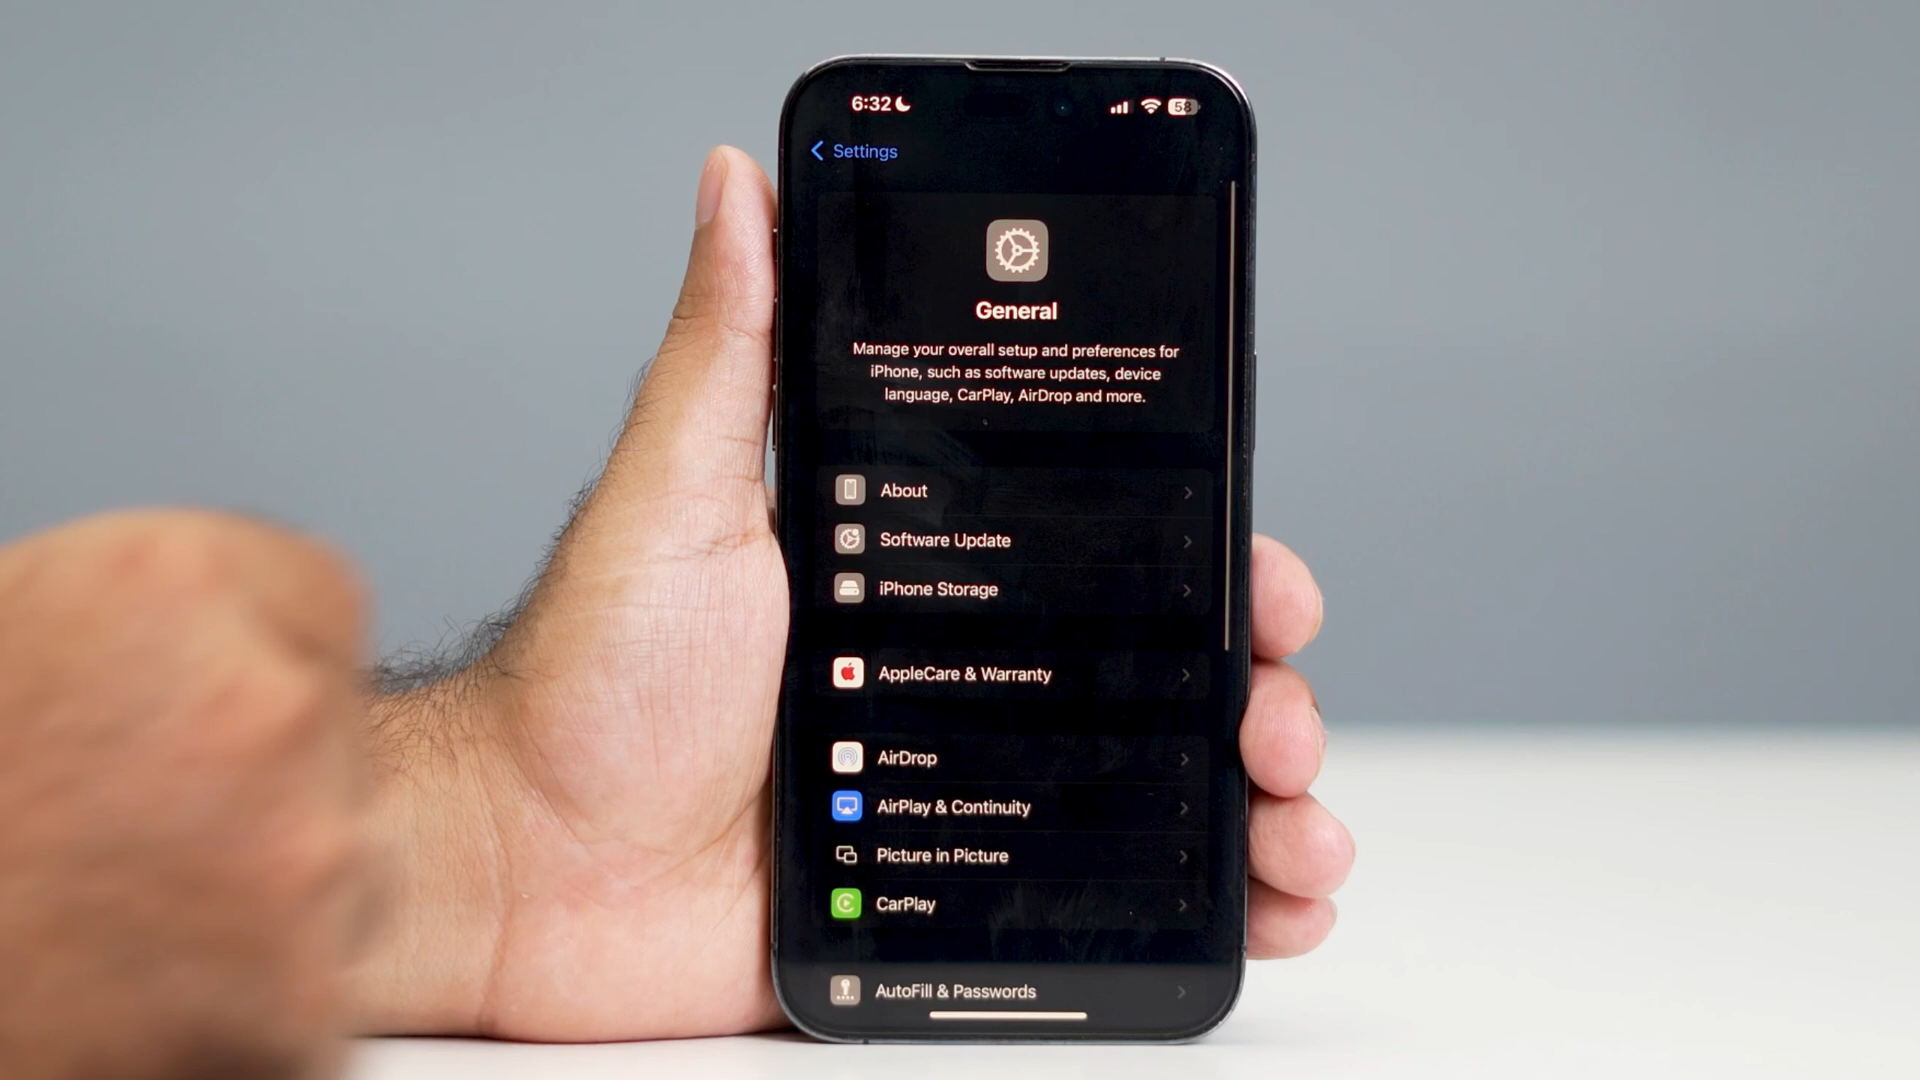 6:32
58
Settings
General
Manage your overall setup and preferences for
iPhone, such as software updates, device
language, CarPlay, AirDrop and more.
About
Software Update
iPhone Storage
AppleCare & Warranty
AirDrop
AirPlay & Continuity
Picture in Picture
CarPlay
AutoFill & Passwords